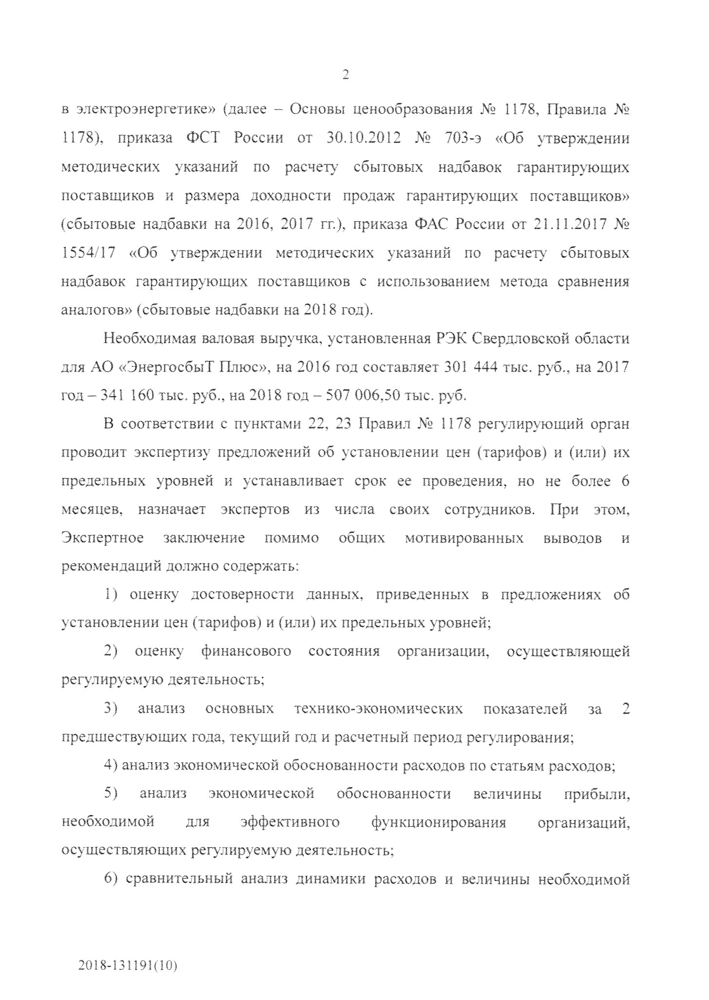 2
в электроэнергетике» (далее – Основы ценообразования № 1178, Правила №
1178), приказа ФСТ России от 30.10.2012 № 703-э «Об утверждении
методических указаний по расчету сбытовых надбавок гарантирующих
поставщиков и размера доходности продаж гарантирующих поставщиков»
(сбытовые надбавки на 2016, 2017 гг.), приказа ФАС России от 21.11.2017 №
1554/17 «Об утверждении методических указаний по расчету сбытовых
надбавок гарантирующих поставщиков с использованием метода сравнения
аналогов» (сбытовые надбавки на 2018 год).
Необходимая валовая выручка, установленная РЭК Свердловской области
для АО «ЭнергосбыТ Плюс», на 2016 год составляет 301 444 тыс. руб., на 2017
год – 341 160 тыс. руб., на 2018 год – 507 006,50 тыс. руб.
В соответствии с пунктами 22, 23 Правил № 1178 регулирующий орган
проводит экспертизу предложений об установлении цен (тарифов) и (или) их
предельных уровней и устанавливает срок ее проведения, но не более 6
месяцев, назначает экспертов из числа своих сотрудников. При этом,
Экспертное заключение помимо общих мотивированных выводов и
рекомендаций должно содержать:
1) оценку достоверности данных, приведенных в предложениях об
установлении цен (тарифов) и (или) их предельных уровней;
2) оценку финансового состояния организации, осуществляющей
регулируемую деятельность;
3) анализ основных технико-экономических показателей за 2
предшествующих года, текущий год и расчетный период регулирования;
4) анализ экономической обоснованности расходов по статьям расходов;
5) анализ экономической обоснованности величины прибыли,
необходимой для эффективного функционирования организаций,
осуществляющих регулируемую деятельность;
6) сравнительный анализ динамики расходов и величины необходимой
2018-131191(10)